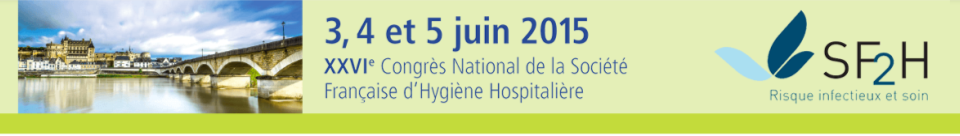 3, 4 et 5 juin 2015
XXVIe Congrès National de la Société
Française d'Hygiène Hospitalière
SF2H
Risque infectieux et soin